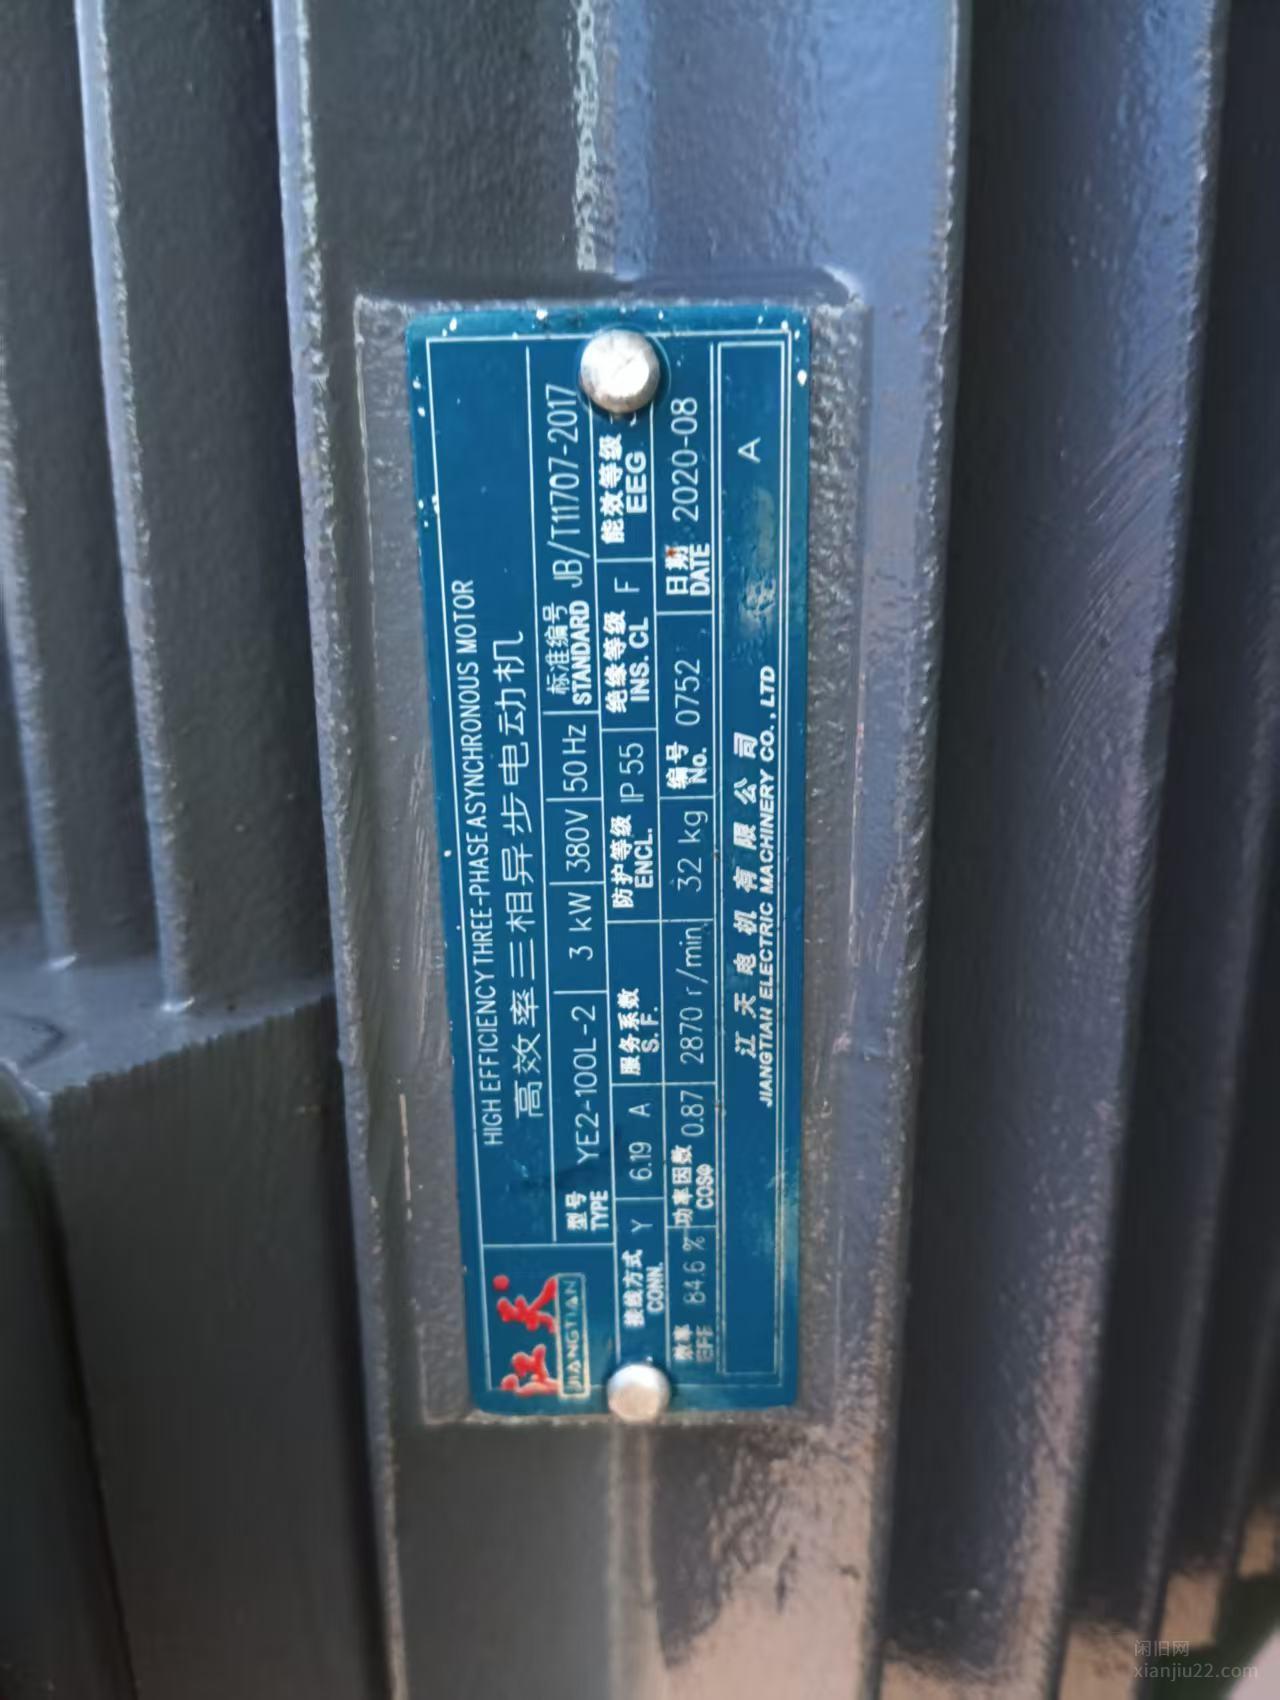 江天
JIANGTIAN
HIGH EFFICIENCY THREE-PHASE ASYNCHRONOUS MOTOR
高效率三相异步电动机
型号 TYPE YE2-100L-2 3 kW 380V 50 Hz 标准编号 STANDARD JB/T11707-2017
接线方式 CONN. Y 6.19 A 服务系数 S.F. 防护等级 ENCL. IP 55 绝缘等级 INS.CL F 能效等级 EEG
效率 EFF 84.6 % 功率因数 COSΦ 0.87 2870 r/min 32 kg 编号 No. 0752 日期 DATE 2020-08
江天电机有限公司 A
JIANGTIAN ELECTRIC MACHINERY CO.,LTD
闲旧网
xianjiu22.com